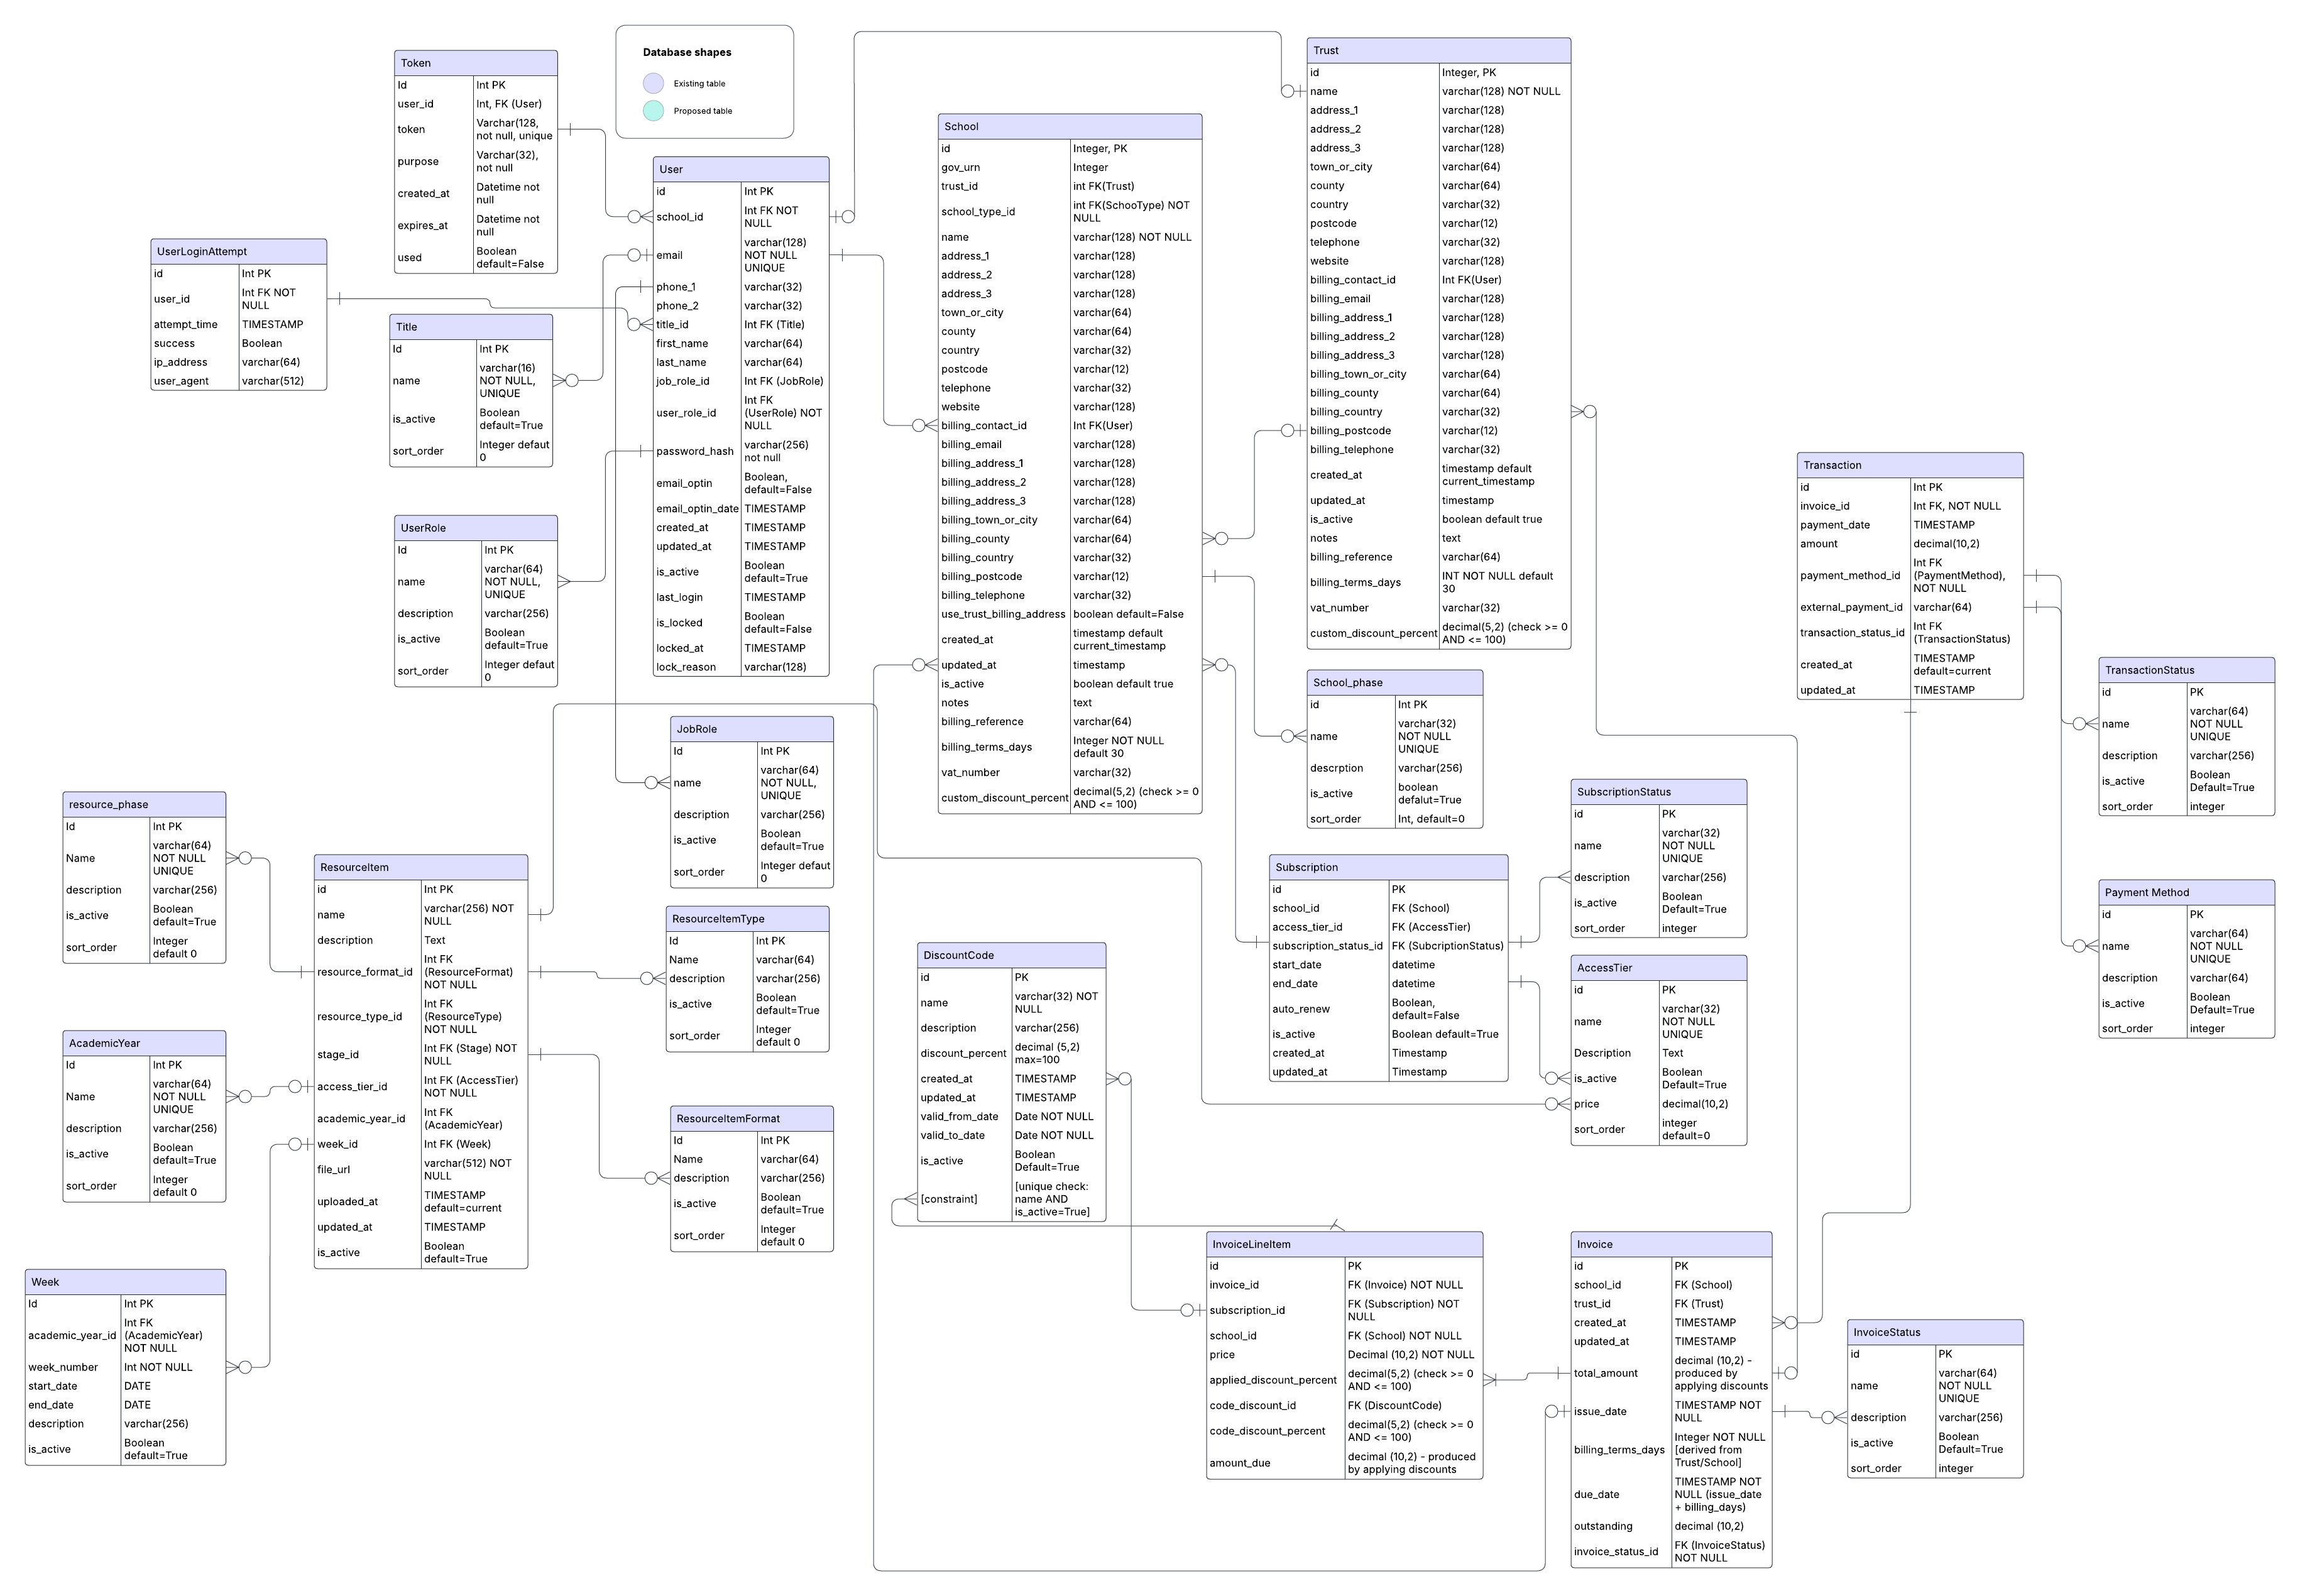 Database shapes
Existing table
Proposed table
Token
Id Int PK
user_id Int, FK (User)
token Varchar(128,
not null, unique
purpose Varchar(32),
not null
created_at Datetime not
null
expires_at Datetime not
null
used Boolean
default=False
UserLoginAttempt
id Int PK
user_id Int FK NOT
NULL
attempt_time TIMESTAMP
success Boolean
ip_address varchar(64)
user_agent varchar(512)
Title
Id Int PK
name varchar(16)
NOT NULL,
UNIQUE
is_active Boolean
default=True
sort_order Integer defaut
0
UserRole
Id Int PK
name varchar(64)
NOT NULL,
UNIQUE
description varchar(256)
is_active Boolean
default=True
sort_order Integer defaut
0
User
id Int PK
school_id Int FK NOT
NULL
email varchar(128)
NOT NULL
UNIQUE
phone_1 varchar(32)
phone_2 varchar(32)
title_id Int FK (Title)
first_name varchar(64)
last_name varchar(64)
job_role_id Int FK (JobRole)
user_role_id Int FK
(UserRole) NOT
NULL
password_hash varchar(256)
not null
email_optin Boolean,
default=False
email_optin_date TIMESTAMP
created_at TIMESTAMP
updated_at TIMESTAMP
is_active Boolean
default=True
last_login TIMESTAMP
is_locked Boolean
default=False
locked_at TIMESTAMP
lock_reason varchar(128)
School
id Integer, PK
gov_urn Integer
trust_id int FK(Trust)
school_type_id int FK(SchooType) NOT
NULL
name varchar(128) NOT NULL
address_1 varchar(128)
address_2 varchar(128)
address_3 varchar(128)
town_or_city varchar(64)
county varchar(64)
country varchar(32)
postcode varchar(12)
telephone varchar(32)
website varchar(128)
billing_contact_id Int FK(User)
billing_email varchar(128)
billing_address_1 varchar(128)
billing_address_2 varchar(128)
billing_address_3 varchar(128)
billing_town_or_city varchar(64)
billing_county varchar(64)
billing_country varchar(32)
billing_postcode varchar(12)
billing_telephone varchar(32)
use_trust_billing_address boolean default=False
created_at timestamp default
current_timestamp
updated_at timestamp
is_active boolean default true
notes text
billing_reference varchar(64)
billing_terms_days Integer NOT NULL
default 30
vat_number varchar(32)
custom_discount_percent decimal(5,2) (check >= 0
AND <= 100)
Trust
id Integer, PK
name varchar(128) NOT NULL
address_1 varchar(128)
address_2 varchar(128)
address_3 varchar(128)
town_or_city varchar(64)
county varchar(64)
country varchar(32)
postcode varchar(12)
telephone varchar(32)
website varchar(128)
billing_contact_id Int FK(User)
billing_email varchar(128)
billing_address_1 varchar(128)
billing_address_2 varchar(128)
billing_address_3 varchar(128)
billing_town_or_city varchar(64)
billing_county varchar(64)
billing_country varchar(32)
billing_postcode varchar(12)
billing_telephone varchar(32)
created_at timestamp default
current_timestamp
updated_at timestamp
is_active boolean default true
notes text
billing_reference varchar(64)
billing_terms_days INT NOT NULL default
30
vat_number varchar(32)
custom_discount_percent decimal(5,2) (check >= 0
AND <= 100)
Transaction
id Int PK
invoice_id Int FK, NOT NULL
payment_date TIMESTAMP
amount decimal(10,2)
payment_method_id Int FK
(PaymentMethod),
NOT NULL
external_payment_id varchar(64)
transaction_status_id Int FK
(TransactionStatus)
created_at TIMESTAMP
default=current
updated_at TIMESTAMP
TransactionStatus
id PK
name varchar(64)
NOT NULL
UNIQUE
description varchar(256)
is_active Boolean
Default=True
sort_order integer
Payment Method
id PK
name varchar(64)
NOT NULL
UNIQUE
description varchar(64)
is_active Boolean
Default=True
sort_order integer
School_phase
id Int PK
name varchar(32)
NOT NULL
UNIQUE
descrption varchar(256)
is_active boolean
defalut=True
sort_order Int, default=0
JobRole
Id Int PK
name varchar(64)
NOT NULL,
UNIQUE
description varchar(256)
is_active Boolean
default=True
sort_order Integer defaut
0
resource_phase
Id Int PK
Name varchar(64)
NOT NULL
UNIQUE
description varchar(256)
is_active Boolean
default=True
sort_order Integer
default 0
ResourceItem
id Int PK
name varchar(256) NOT
NULL
description Text
resource_format_id Int FK
(ResourceFormat)
NOT NULL
resource_type_id Int FK
(ResourceType)
NOT NULL
stage_id Int FK (Stage) NOT
NULL
access_tier_id Int FK (AccessTier)
NOT NULL
academic_year_id Int FK
(AcademicYear)
week_id Int FK (Week)
file_url varchar(512) NOT
NULL
uploaded_at TIMESTAMP
default=current
updated_at TIMESTAMP
is_active Boolean
default=True
ResourceItemType
Id Int PK
Name varchar(64)
description varchar(256)
is_active Boolean
default=True
sort_order Integer
default 0
AcademicYear
Id Int PK
Name varchar(64)
NOT NULL
UNIQUE
description varchar(256)
is_active Boolean
default=True
sort_order Integer
default 0
ResourceItemFormat
Id Int PK
Name varchar(64)
description varchar(256)
is_active Boolean
default=True
sort_order Integer
default 0
Week
Id Int PK
academic_year_id Int FK
(AcademicYear)
NOT NULL
week_number Int NOT NULL
start_date DATE
end_date DATE
description varchar(256)
is_active Boolean
default=True
Subscription
id PK
school_id FK (School)
access_tier_id FK (AccessTier)
subscription_status_id FK (SubcriptionStatus)
start_date datetime
end_date datetime
auto_renew Boolean,
default=False
is_active Boolean default=True
created_at Timestamp
updated_at Timestamp
SubscriptionStatus
id PK
name varchar(32)
NOT NULL
UNIQUE
description varchar(256)
is_active Boolean
Default=True
sort_order integer
AccessTier
id PK
name varchar(32)
NOT NULL
UNIQUE
Description Text
is_active Boolean
Default=True
price decimal(10,2)
sort_order integer
default=0
DiscountCode
id PK
name varchar(32) NOT
NULL
description varchar(256)
discount_percent decimal (5,2)
max=100
created_at TIMESTAMP
updated_at TIMESTAMP
valid_from_date Date NOT NULL
valid_to_date Date NOT NULL
is_active Boolean
Default=True
[constraint] [unique check:
name AND
is_active=True]
InvoiceLineItem
id PK
invoice_id FK (Invoice) NOT NULL
subscription_id FK (Subscription) NOT
NULL
school_id FK (School) NOT NULL
price Decimal (10,2) NOT NULL
applied_discount_percent decimal(5,2) (check >= 0
AND <= 100)
code_discount_id FK (DiscountCode)
code_discount_percent decimal(5,2) (check >= 0
AND <= 100)
amount_due decimal (10,2) - produced
by applying discounts
Invoice
id PK
school_id FK (School)
trust_id FK (Trust)
created_at TIMESTAMP
updated_at TIMESTAMP
total_amount decimal (10,2) -
produced by
applying discounts
issue_date TIMESTAMP NOT
NULL
billing_terms_days Integer NOT NULL
[derived from
Trust/School]
due_date TIMESTAMP NOT
NULL (issue_date
+ billing_days)
outstanding decimal (10,2)
invoice_status_id FK (InvoiceStatus)
NOT NULL
InvoiceStatus
id PK
name varchar(64)
NOT NULL
UNIQUE
description varchar(256)
is_active Boolean
Default=True
sort_order integer